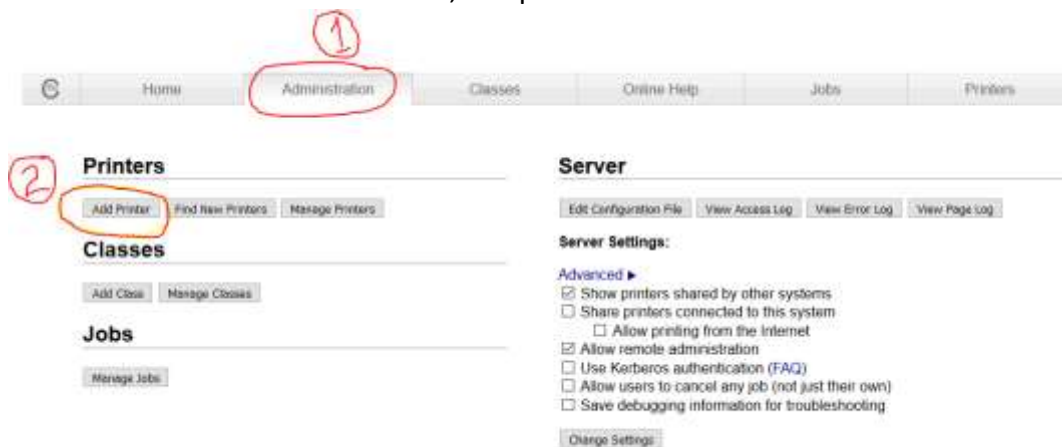 1
Home Administration Classes Online Help Jobs Printers
2
Printers
Add Printer Find New Printers Manage Printers
Classes
Add Class Manage Classes
Jobs
Manage Jobs
Server
Edit Configuration File View Access Log View Error Log View Page Log
Server Settings:
Advanced ▶
Show printers shared by other systems
Share printers connected to this system
Allow printing from the Internet
Allow remote administration
Use Kerberos authentication (FAQ)
Allow users to cancel any job (not just their own)
Save debugging information for troubleshooting
Change Settings